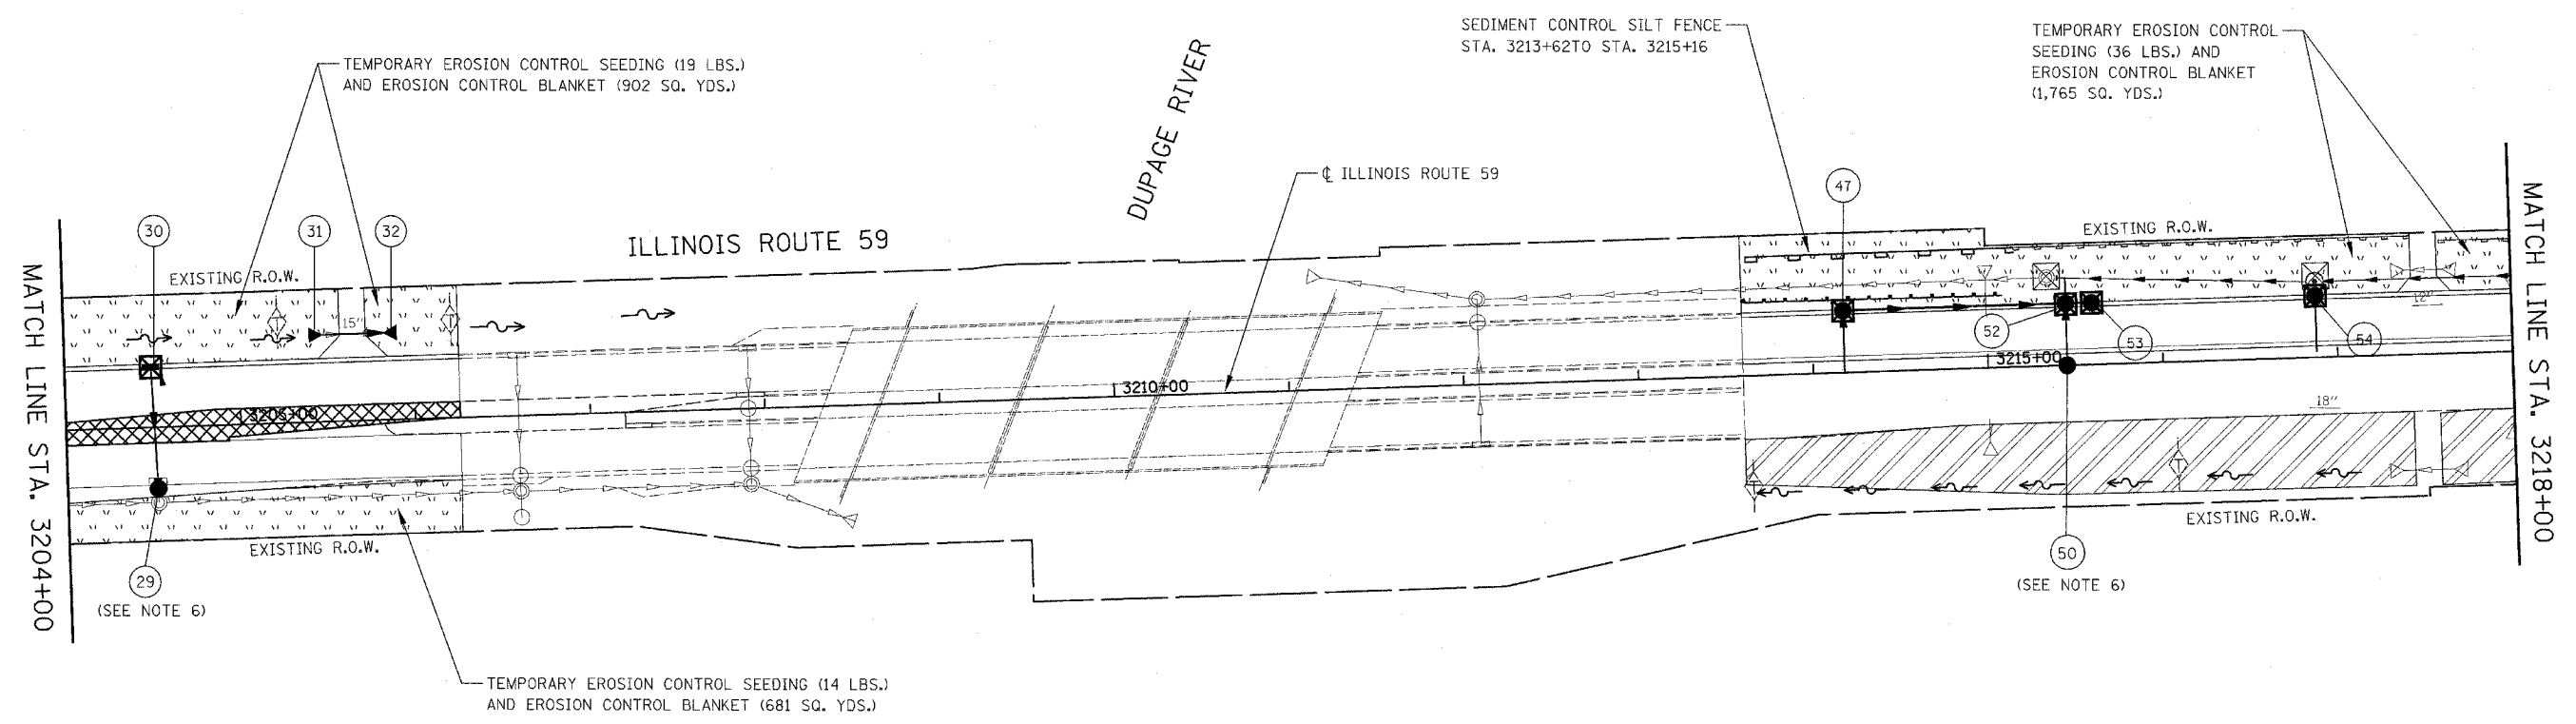 SEDIMENT CONTROL SILT FENCE
STA. 3213+62TO STA. 3215+16
TEMPORARY EROSION CONTROL
SEEDING (36 LBS.) AND
EROSION CONTROL BLANKET
(1,765 SQ. YDS.)
TEMPORARY EROSION CONTROL SEEDING (19 LBS.)
AND EROSION CONTROL BLANKET (902 SQ. YDS.)
DUPAGE RIVER
℄ ILLINOIS ROUTE 59
47
30
31
32
ILLINOIS ROUTE 59
EXISTING R.O.W.
EXISTING R.O.W.
MATCH LINE STA. 3204+00
MATCH LINE STA. 3218+00
15"
12"
52
53
54
3215+00
3210+00
3205+00
18"
EXISTING R.O.W.
EXISTING R.O.W.
29
(SEE NOTE 6)
50
(SEE NOTE 6)
TEMPORARY EROSION CONTROL SEEDING (14 LBS.)
AND EROSION CONTROL BLANKET (681 SQ. YDS.)